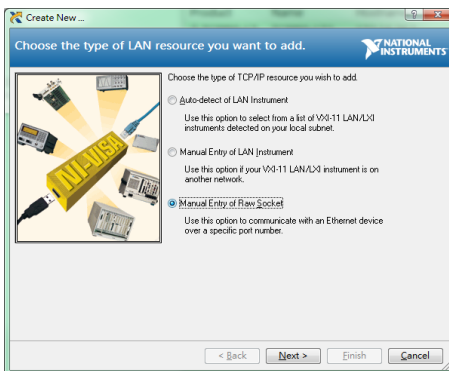 Create New ...
Choose the type of LAN resource you want to add.
NATIONAL
INSTRUMENTS
Choose the type of TCP/IP resource you wish to add.
Auto-detect of LAN Instrument
Use this option to select from a list of VXI-11 LAN/LXI
instruments detected on your local subnet.
Manual Entry of LAN Instrument
Use this option if your VXI-11 LAN/LXI instrument is on
another network.
Manual Entry of Raw Socket
Use this option to communicate with an Ethernet device
over a specific port number.
NI-VISA
< Back
Next >
Finish
Cancel